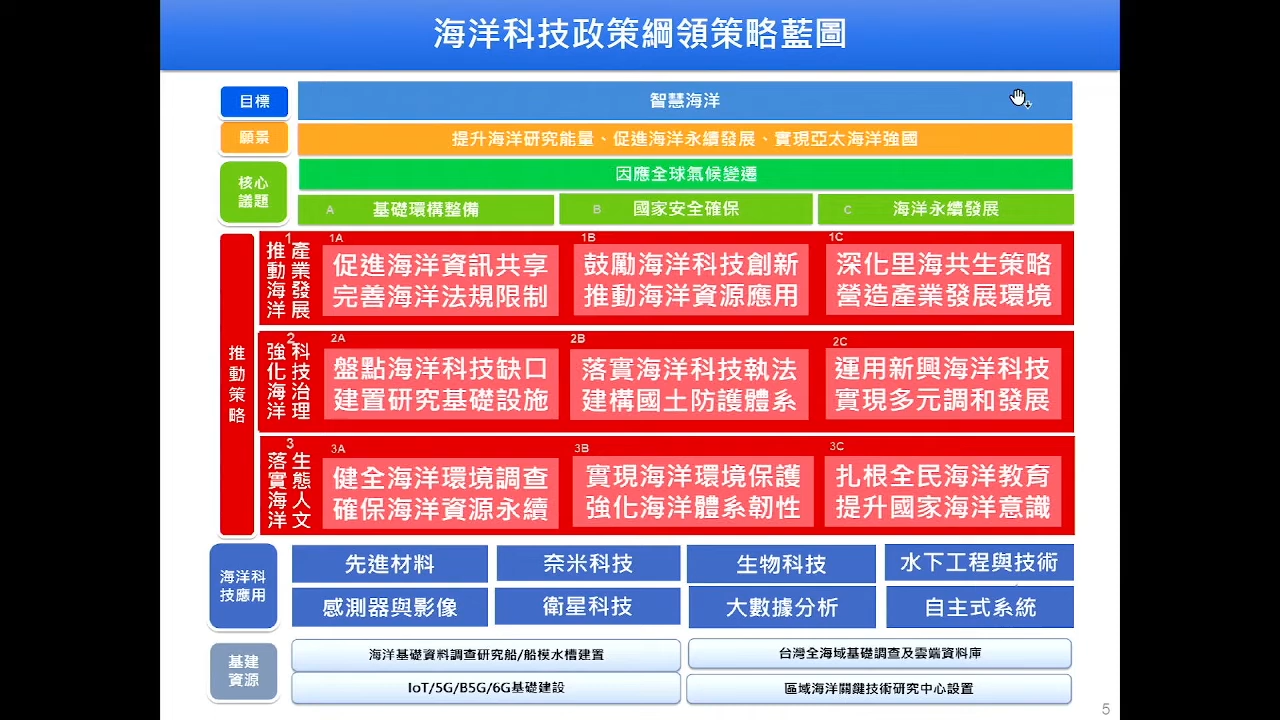 海洋科技政策綱領策略藍圖
目標
智慧海洋
願景
提升海洋研究能量、促進海洋永續發展、實現亞太海洋強國
核心
議題
因應全球氣候變遷
A 基礎環構整備
B 國家安全確保
C 海洋永續發展
推動策略
1
推動海洋
產業發展
1A
促進海洋資訊共享
完善海洋法規限制
1B
鼓勵海洋科技創新
推動海洋資源應用
1C
深化里海共生策略
營造產業發展環境
2
強化海洋
科技治理
2A
盤點海洋科技缺口
建置研究基礎設施
2B
落實海洋科技執法
建構國土防護體系
2C
運用新興海洋科技
實現多元調和發展
3
落實海洋
生態人文
3A
健全海洋環境調查
確保海洋資源永續
3B
實現海洋環境保護
強化海洋體系韌性
3C
扎根全民海洋教育
提升國家海洋意識
海洋科
技應用
先進材料
奈米科技
生物科技
水下工程與技術
感測器與影像
衛星科技
大數據分析
自主式系統
基建
資源
海洋基礎資料調查研究船/船模水槽建置
台灣全海域基礎調查及雲端資料庫
IoT/5G/B5G/6G基礎建設
區域海洋關鍵技術研究中心設置
5